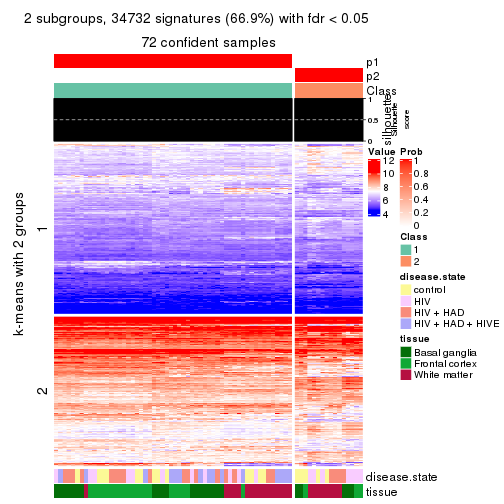 2 subgroups, 34732 signatures (66.9%) with fdr < 0.05
72 confident samples
p1
p2
Class
silhouette
1
0.5
0
Silhouette
score
k-means with 2 groups
1
2
disease.state
tissue
Value
12
10
8
6
4
Prob
1
0.8
0.6
0.4
0.2
0
Class
1
2
disease.state
control
HIV
HIV + HAD
HIV + HAD + HIVE
tissue
Basal ganglia
Frontal cortex
White matter